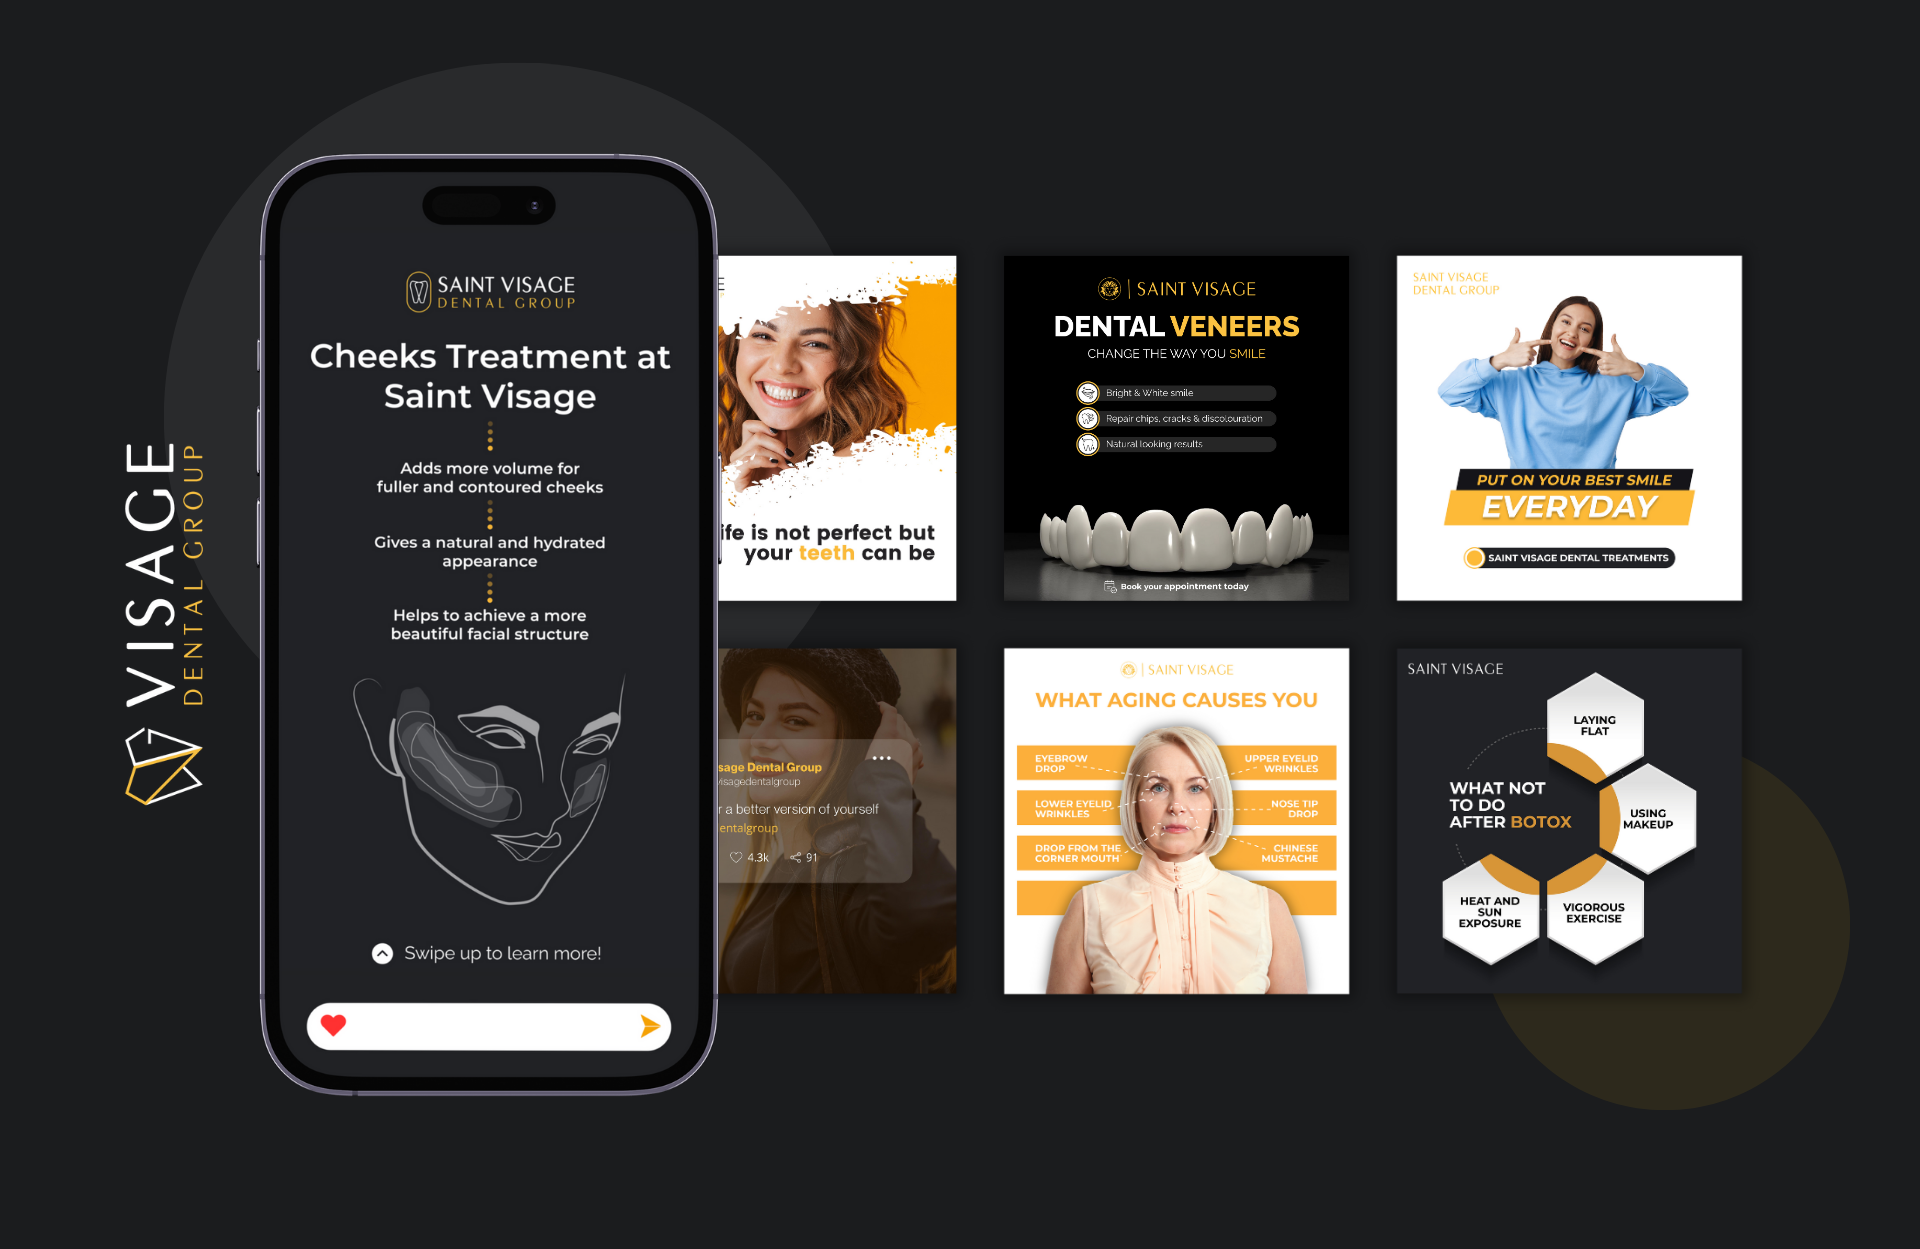 VISAGE
DENTAL GROUP
SAINT VISAGE
DENTAL GROUP
Cheeks Treatment at
Saint Visage
Adds more volume for
fuller and contoured cheeks
Gives a natural and hydrated
appearance
Helps to achieve a more
beautiful facial structure
Swipe up to learn more!
E
ife is not perfect but
your teeth can be
SAINT VISAGE
DENTAL VENEERS
CHANGE THE WAY YOU SMILE
Bright & White smile
Repair chips, cracks & discolouration
Natural looking results
Book your appointment today
SAINT VISAGE
DENTAL GROUP
PUT ON YOUR BEST SMILE
EVERYDAY
SAINT VISAGE DENTAL TREATMENTS
sage Dental Group
visagedentalgroup
r a better version of yourself
entalgroup
4.3k 91
SAINT VISAGE
WHAT AGING CAUSES YOU
EYEBROW
DROP
UPPER EYELID
WRINKLES
LOWER EYELID
WRINKLES
NOSE TIP
DROP
DROP FROM THE
CORNER MOUTH
CHINESE
MUSTACHE
SAINT VISAGE
WHAT NOT
TO DO
AFTER BOTOX
LAYING
FLAT
USING
MAKEUP
VIGOROUS
EXERCISE
HEAT AND
SUN
EXPOSURE